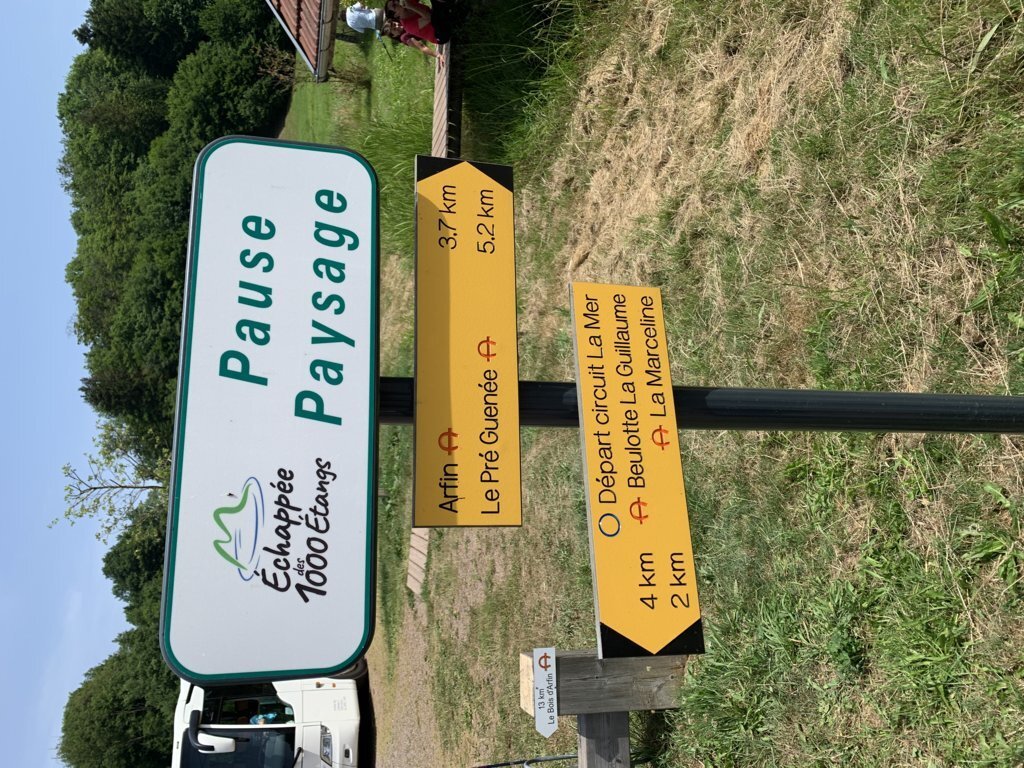 Échappée
des
1000 Étangs
Pause
Paysage
Arfin 3.7 km
Le Pré Guenée 5.2 km
Départ circuit La Mer
4 km Beulotte La Guillaume
2 km La Marceline
13 km
Le Bois d'Arfin